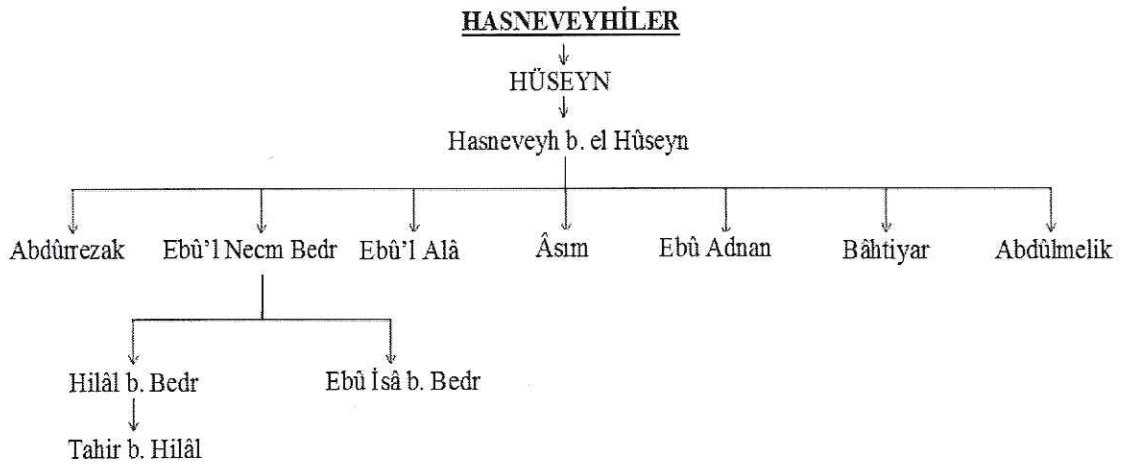 HASNEVEYHİLER
HÜSEYN
Hasneveyh b. el Hûseyn
Abdûrrezak Ebû’l Necm Bedr Ebû’l Alâ Âsım Ebû Adnan Bâhtiyar Abdûlmelik
Hilâl b. Bedr Ebû İsâ b. Bedr
Tahir b. Hilâl